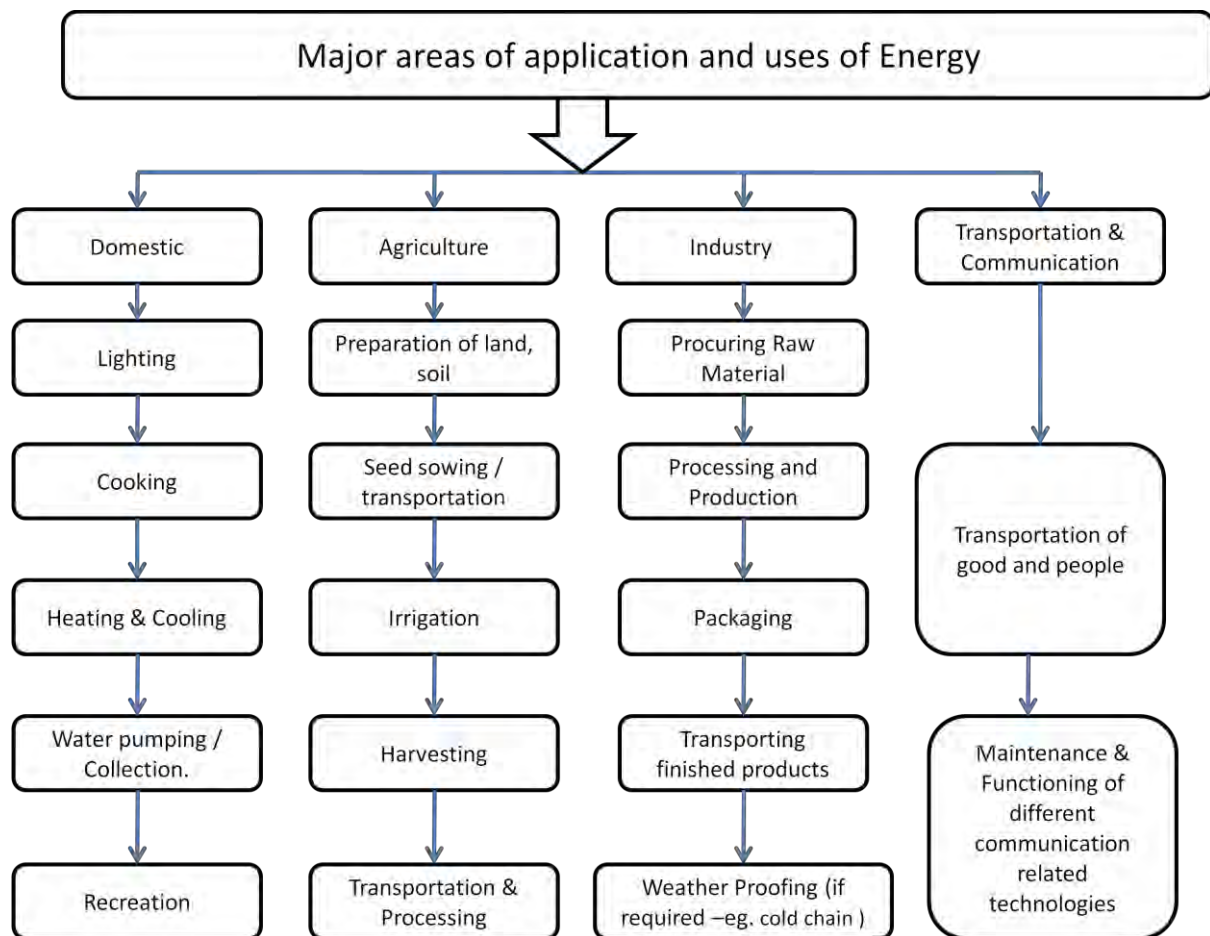 Major areas of application and uses of Energy
Domestic
Lighting
Cooking
Heating & Cooling
Water pumping /
Collection.
Recreation
Agriculture
Preparation of land,
soil
Seed sowing /
transportation
Irrigation
Harvesting
Transportation &
Processing
Industry
Procuring Raw
Material
Processing and
Production
Packaging
Transporting
finished products
Weather Proofing (if
required –eg. cold chain )
Transportation &
Communication
Transportation of
good and people
Maintenance &
Functioning of
different
communication
related
technologies